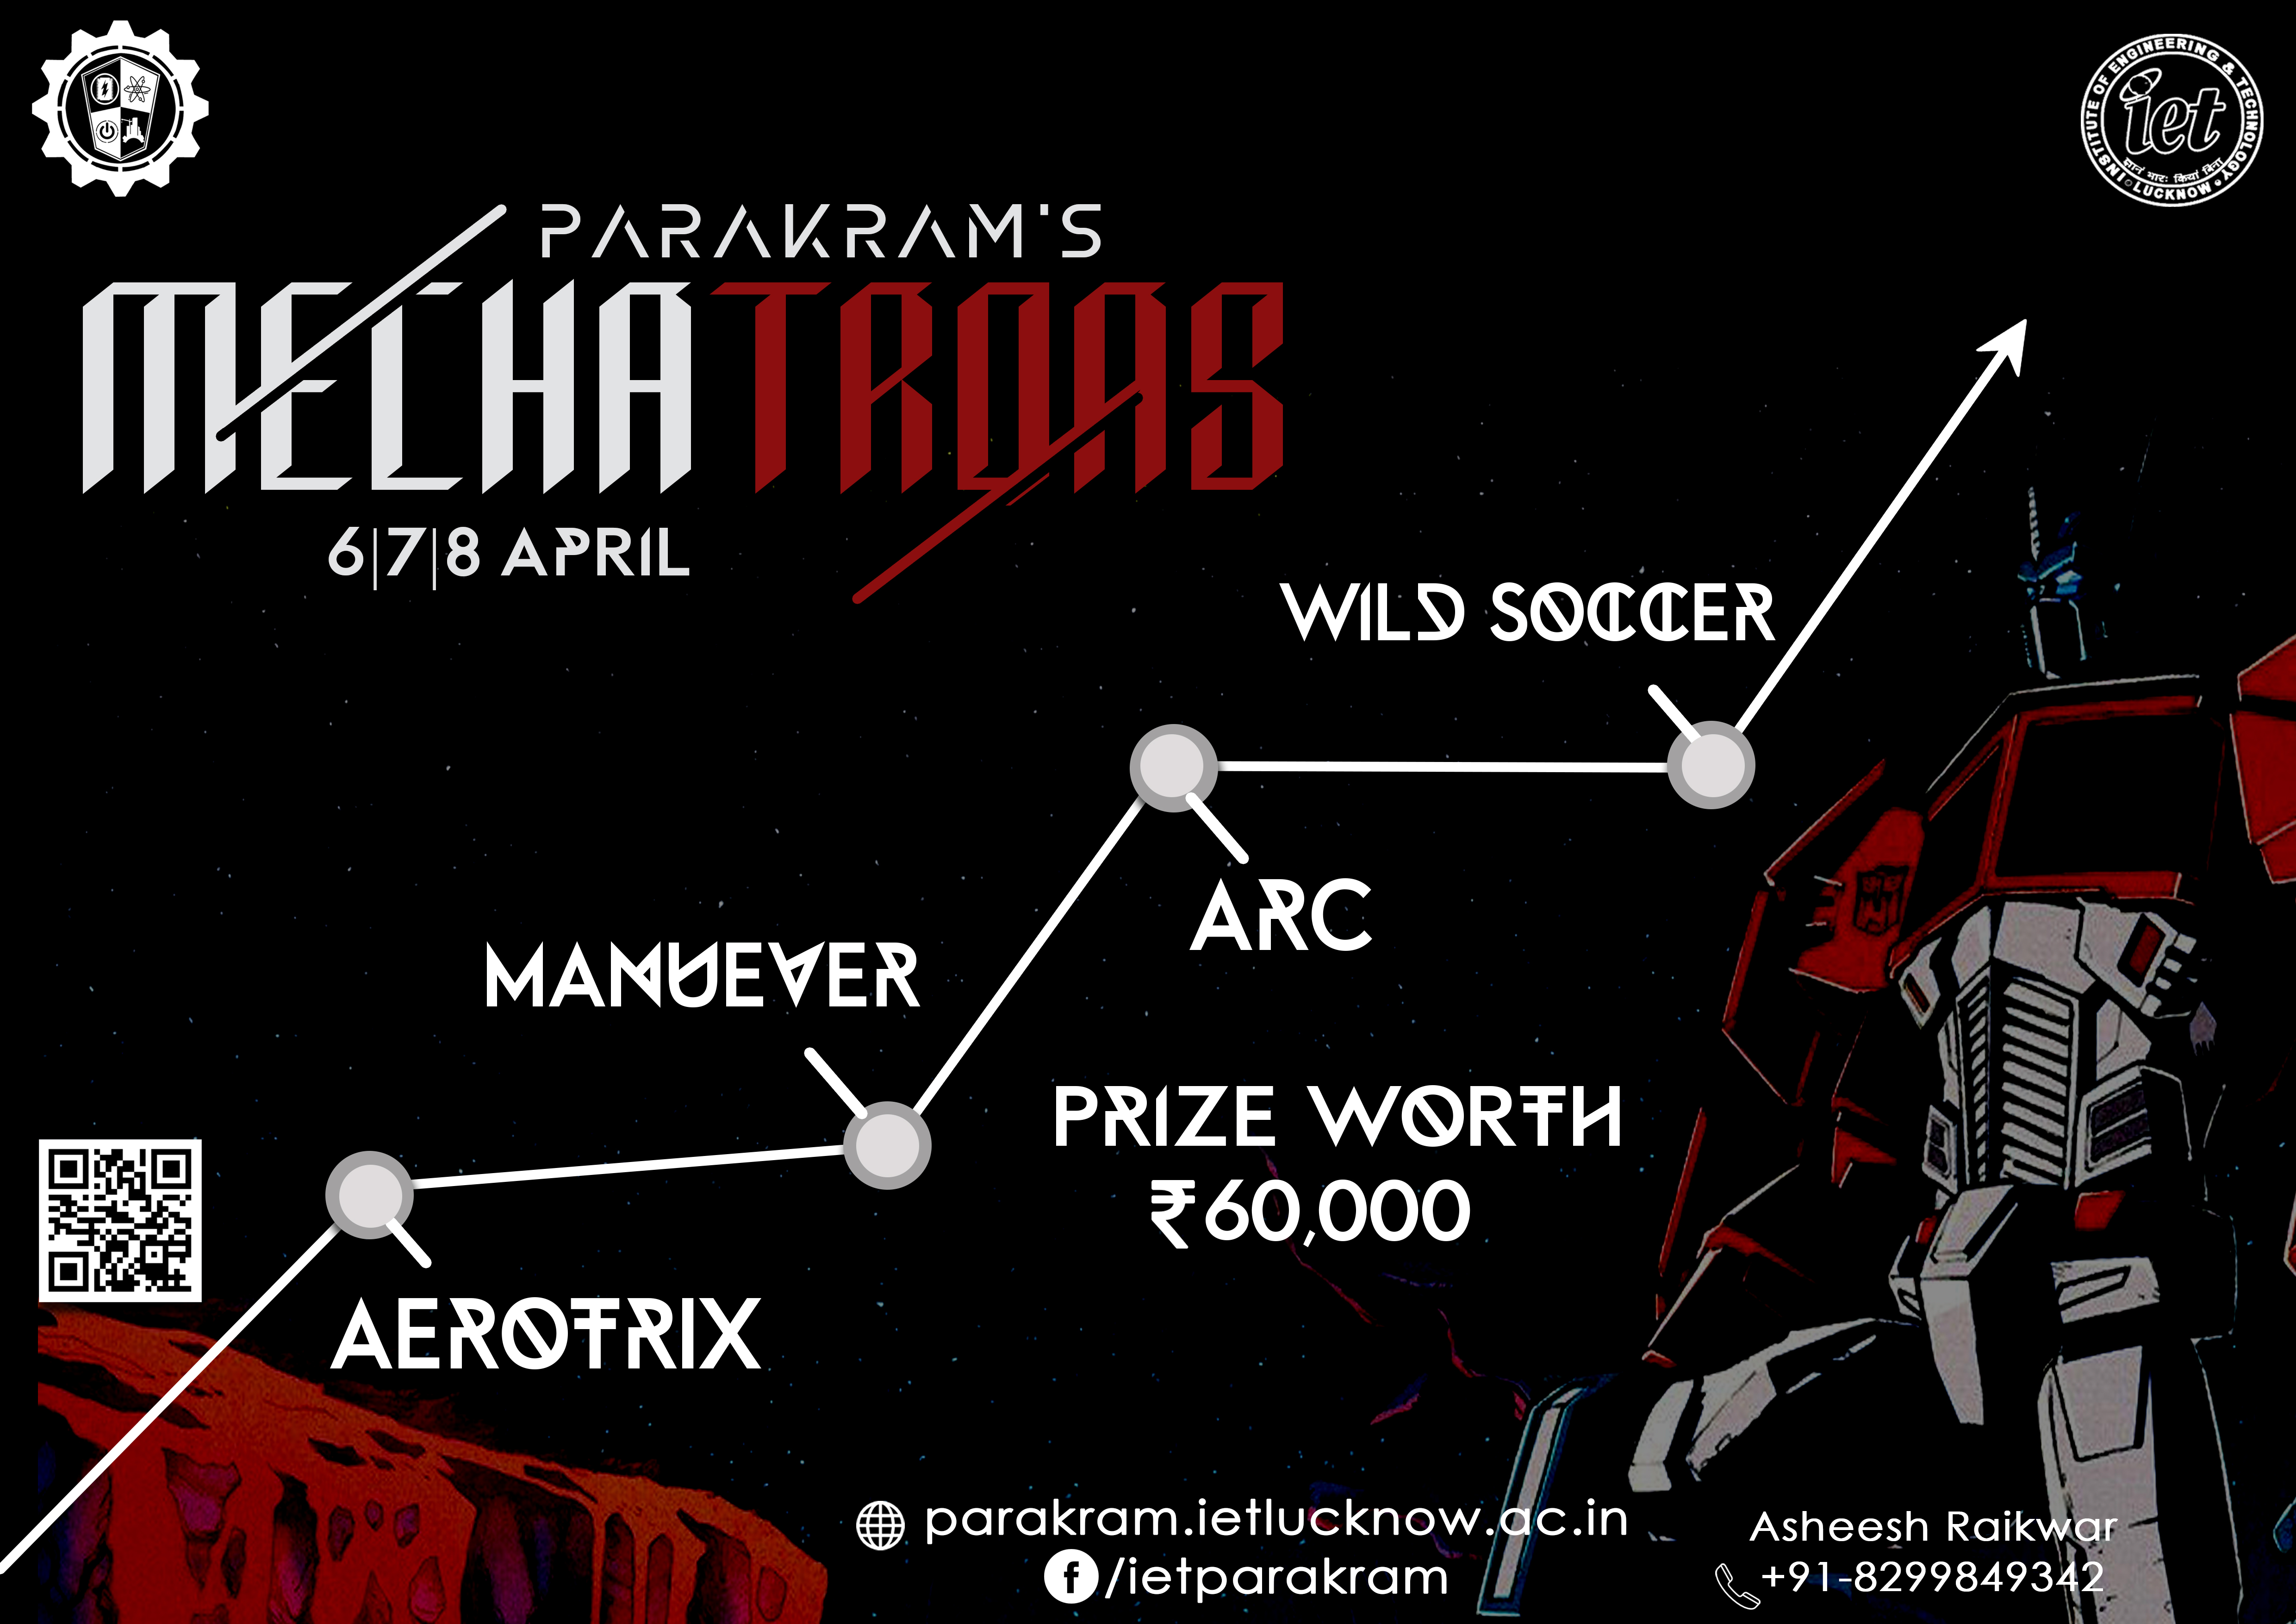 INSTITUTE OF ENGINEERING & TECHNOLOGY
iet
LUCKNOW
PARAKRAM'S
MECHATROAS
6|7|8 APRIL
WILD SOCCER
ARC
MANUEVER
PRIZE WORTH
₹60,000
AEROTRIX
parakram.ietlucknow.ac.in
/ietparakram
Asheesh Raikwar
+91-8299849342